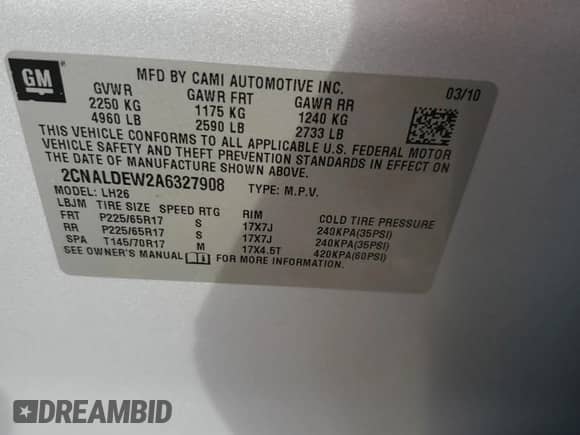 GM
MFD BY CAMI AUTOMOTIVE INC.
03/10
GVWR GAWR FRT GAWR RR
2250 KG 1175 KG 1240 KG
4960 LB 2590 LB 2733 LB
THIS VEHICLE CONFORMS TO ALL APPLICABLE U.S. FEDERAL MOTOR
VEHICLE SAFETY AND THEFT PREVENTION STANDARDS IN EFFECT ON
THE DATE OF MANUFACTURE SHOWN ABOVE.
2CNALDEW2A6327908 TYPE: M.P.V.
MODEL: LH26
LBJM TIRE SIZE SPEED RTG RIM COLD TIRE PRESSURE
FRT P225/65R17 S 17X7J 240KPA(35PSI)
RR P225/65R17 S 17X7J 240KPA(35PSI)
SPA T145/70R17 M 17X4.5T 420KPA(60PSI)
SEE OWNER'S MANUAL FOR MORE INFORMATION.
DREAMBID